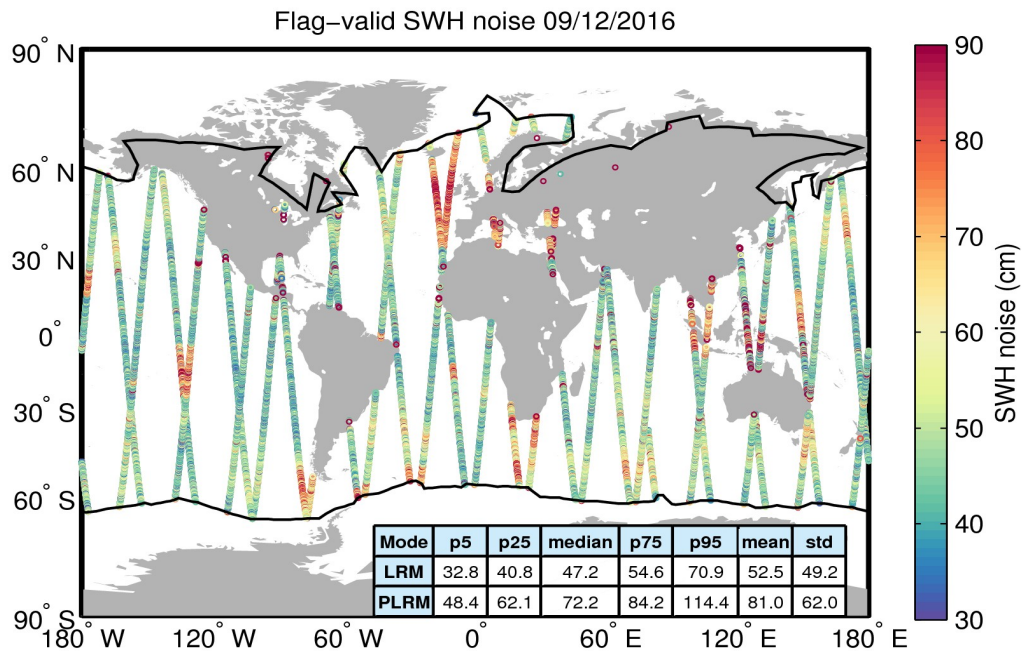 Flag−valid SWH noise 09/12/2016
90° N
60° N
30° N
0°
30° S
60° S
90° S
180° W
120° W
60° W
0°
60° E
120° E
180° E
90
80
70
60
50
40
30
SWH noise (cm)
Mode p5 p25 median p75 p95 mean std
LRM 32.8 40.8 47.2 54.6 70.9 52.5 49.2
PLRM 48.4 62.1 72.2 84.2 114.4 81.0 62.0